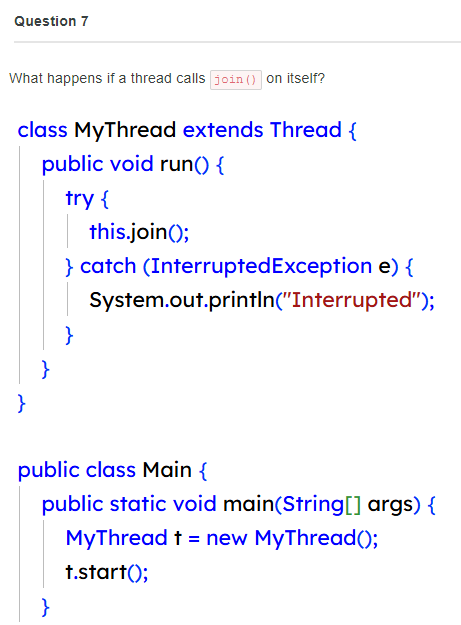 Question 7
What happens if a thread calls join() on itself?
class MyThread extends Thread {
public void run() {
try {
this.join();
} catch (InterruptedException e) {
System.out.println("Interrupted");
}
}
}
public class Main {
public static void main(String[] args) {
MyThread t = new MyThread();
t.start();
}